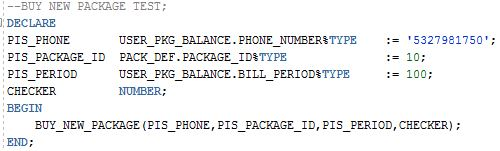 --BUY NEW PACKAGE TEST;
DECLARE
PIS_PHONE USER_PKG_BALANCE.PHONE_NUMBER%TYPE := '5327981750';
PIS_PACKAGE_ID PACK_DEF.PACKAGE_ID%TYPE := 10;
PIS_PERIOD USER_PKG_BALANCE.BILL_PERIOD%TYPE := 100;
CHECKER NUMBER;
BEGIN
BUY_NEW_PACKAGE(PIS_PHONE,PIS_PACKAGE_ID,PIS_PERIOD,CHECKER);
END;